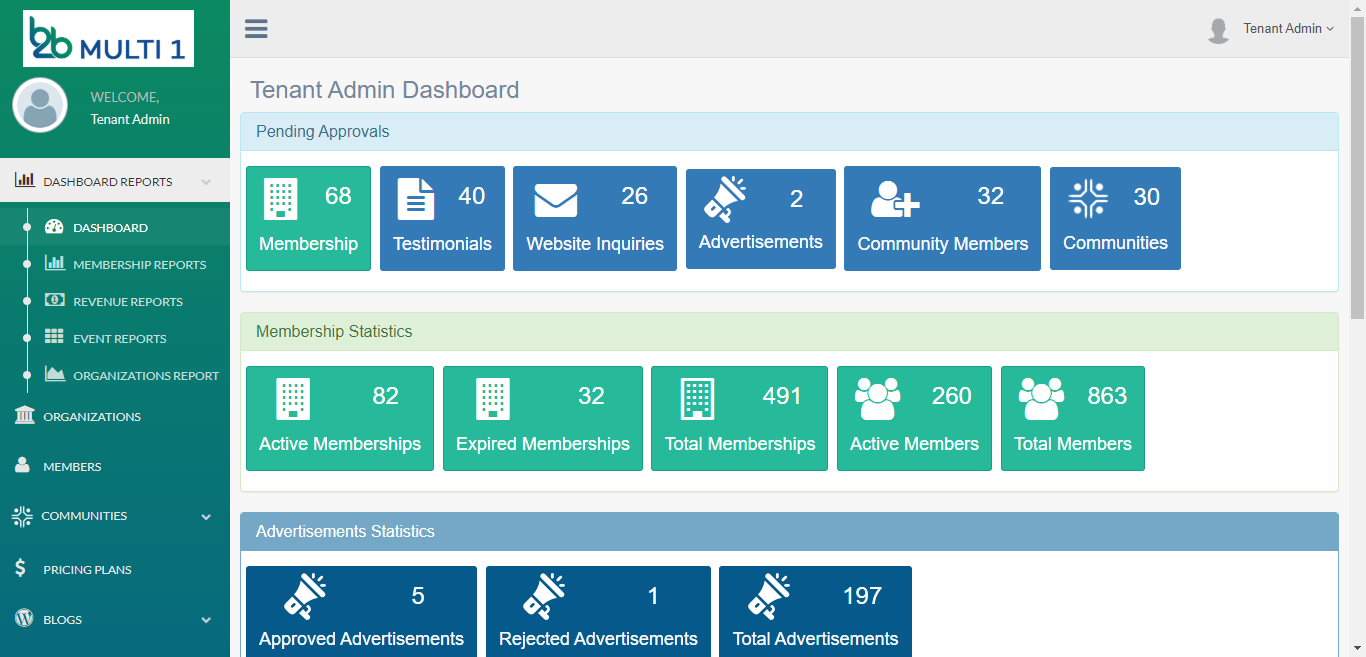 b2b MULTI 1
WELCOME,
Tenant Admin
DASHBOARD REPORTS
DASHBOARD
MEMBERSHIP REPORTS
REVENUE REPORTS
EVENT REPORTS
ORGANIZATIONS REPORT
ORGANIZATIONS
MEMBERS
COMMUNITIES
PRICING PLANS
BLOGS
Tenant Admin
Tenant Admin Dashboard
Pending Approvals
68
Membership
40
Testimonials
26
Website Inquiries
2
Advertisements
32
Community Members
30
Communities
Membership Statistics
82
Active Memberships
32
Expired Memberships
491
Total Memberships
260
Active Members
863
Total Members
Advertisements Statistics
5
Approved Advertisements
1
Rejected Advertisements
197
Total Advertisements